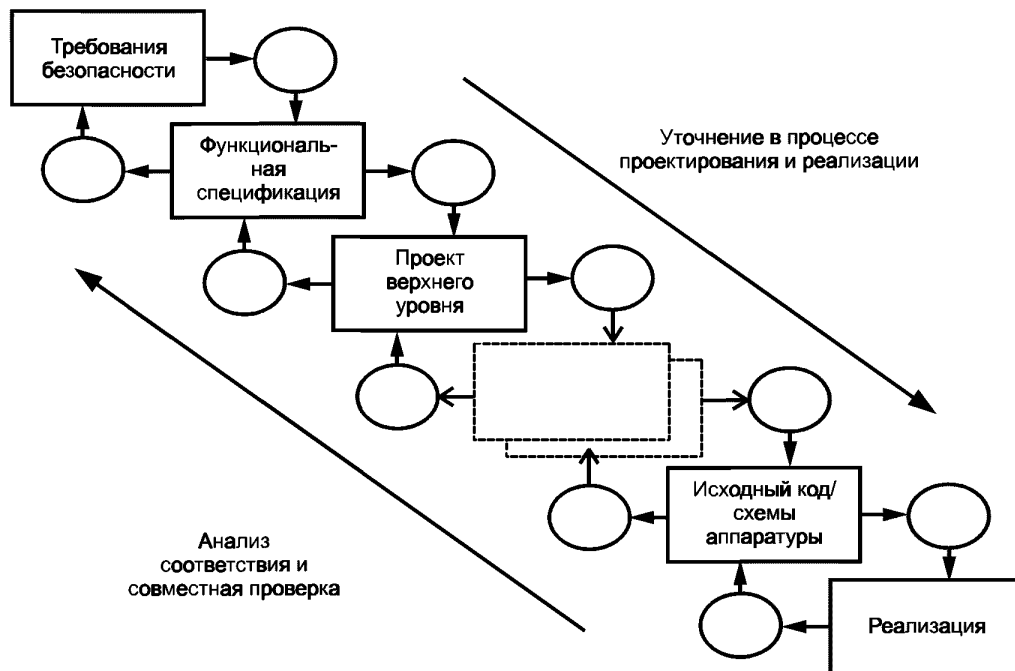 Требования
безопасности
Функциональ-
ная
спецификация
Уточнение в процессе
проектирования и реализации
Проект
верхнего
уровня
Исходный код/
схемы
аппаратуры
Анализ
соответствия и
совместная проверка
Реализация